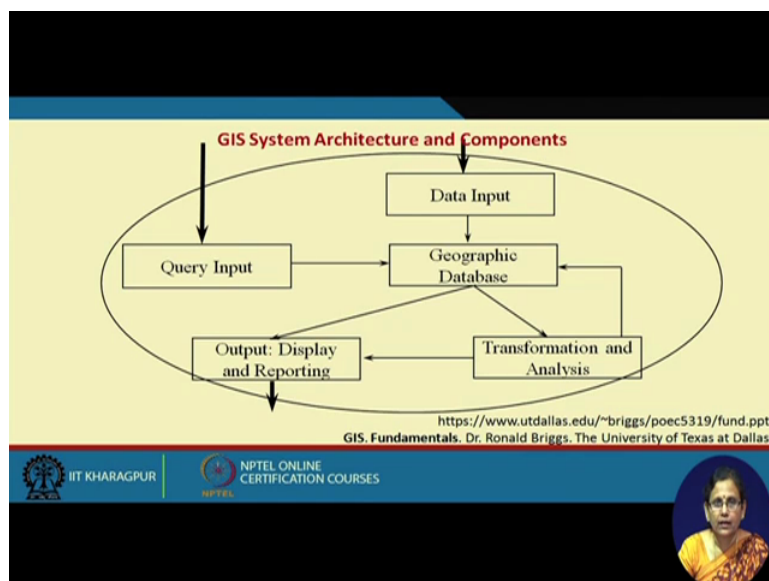 GIS System Architecture and Components
Data Input
Query Input
Geographic
Database
Output: Display
and Reporting
Transformation and
Analysis
https://www.utdallas.edu/~briggs/poec5319/fund.ppt
GIS. Fundamentals. Dr. Ronald Briggs. The University of Texas at Dallas
IIT KHARAGPUR
NPTEL
NPTEL ONLINE
CERTIFICATION COURSES